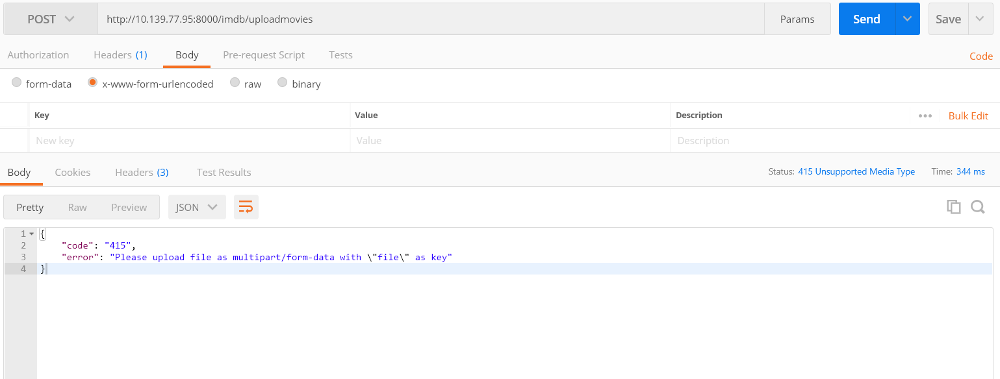 POST http://10.139.77.95:8000/imdb/uploadmovies Params Send Save
Authorization Headers (1) Body Pre-request Script Tests Code
form-data x-www-form-urlencoded raw binary
Key Value Description ••• Bulk Edit
New key Value Description
Body Cookies Headers (3) Test Results Status: 415 Unsupported Media Type Time: 344 ms
Pretty Raw Preview JSON
1 {
2 "code": "415",
3 "error": "Please upload file as multipart/form-data with \"file\" as key"
4 }